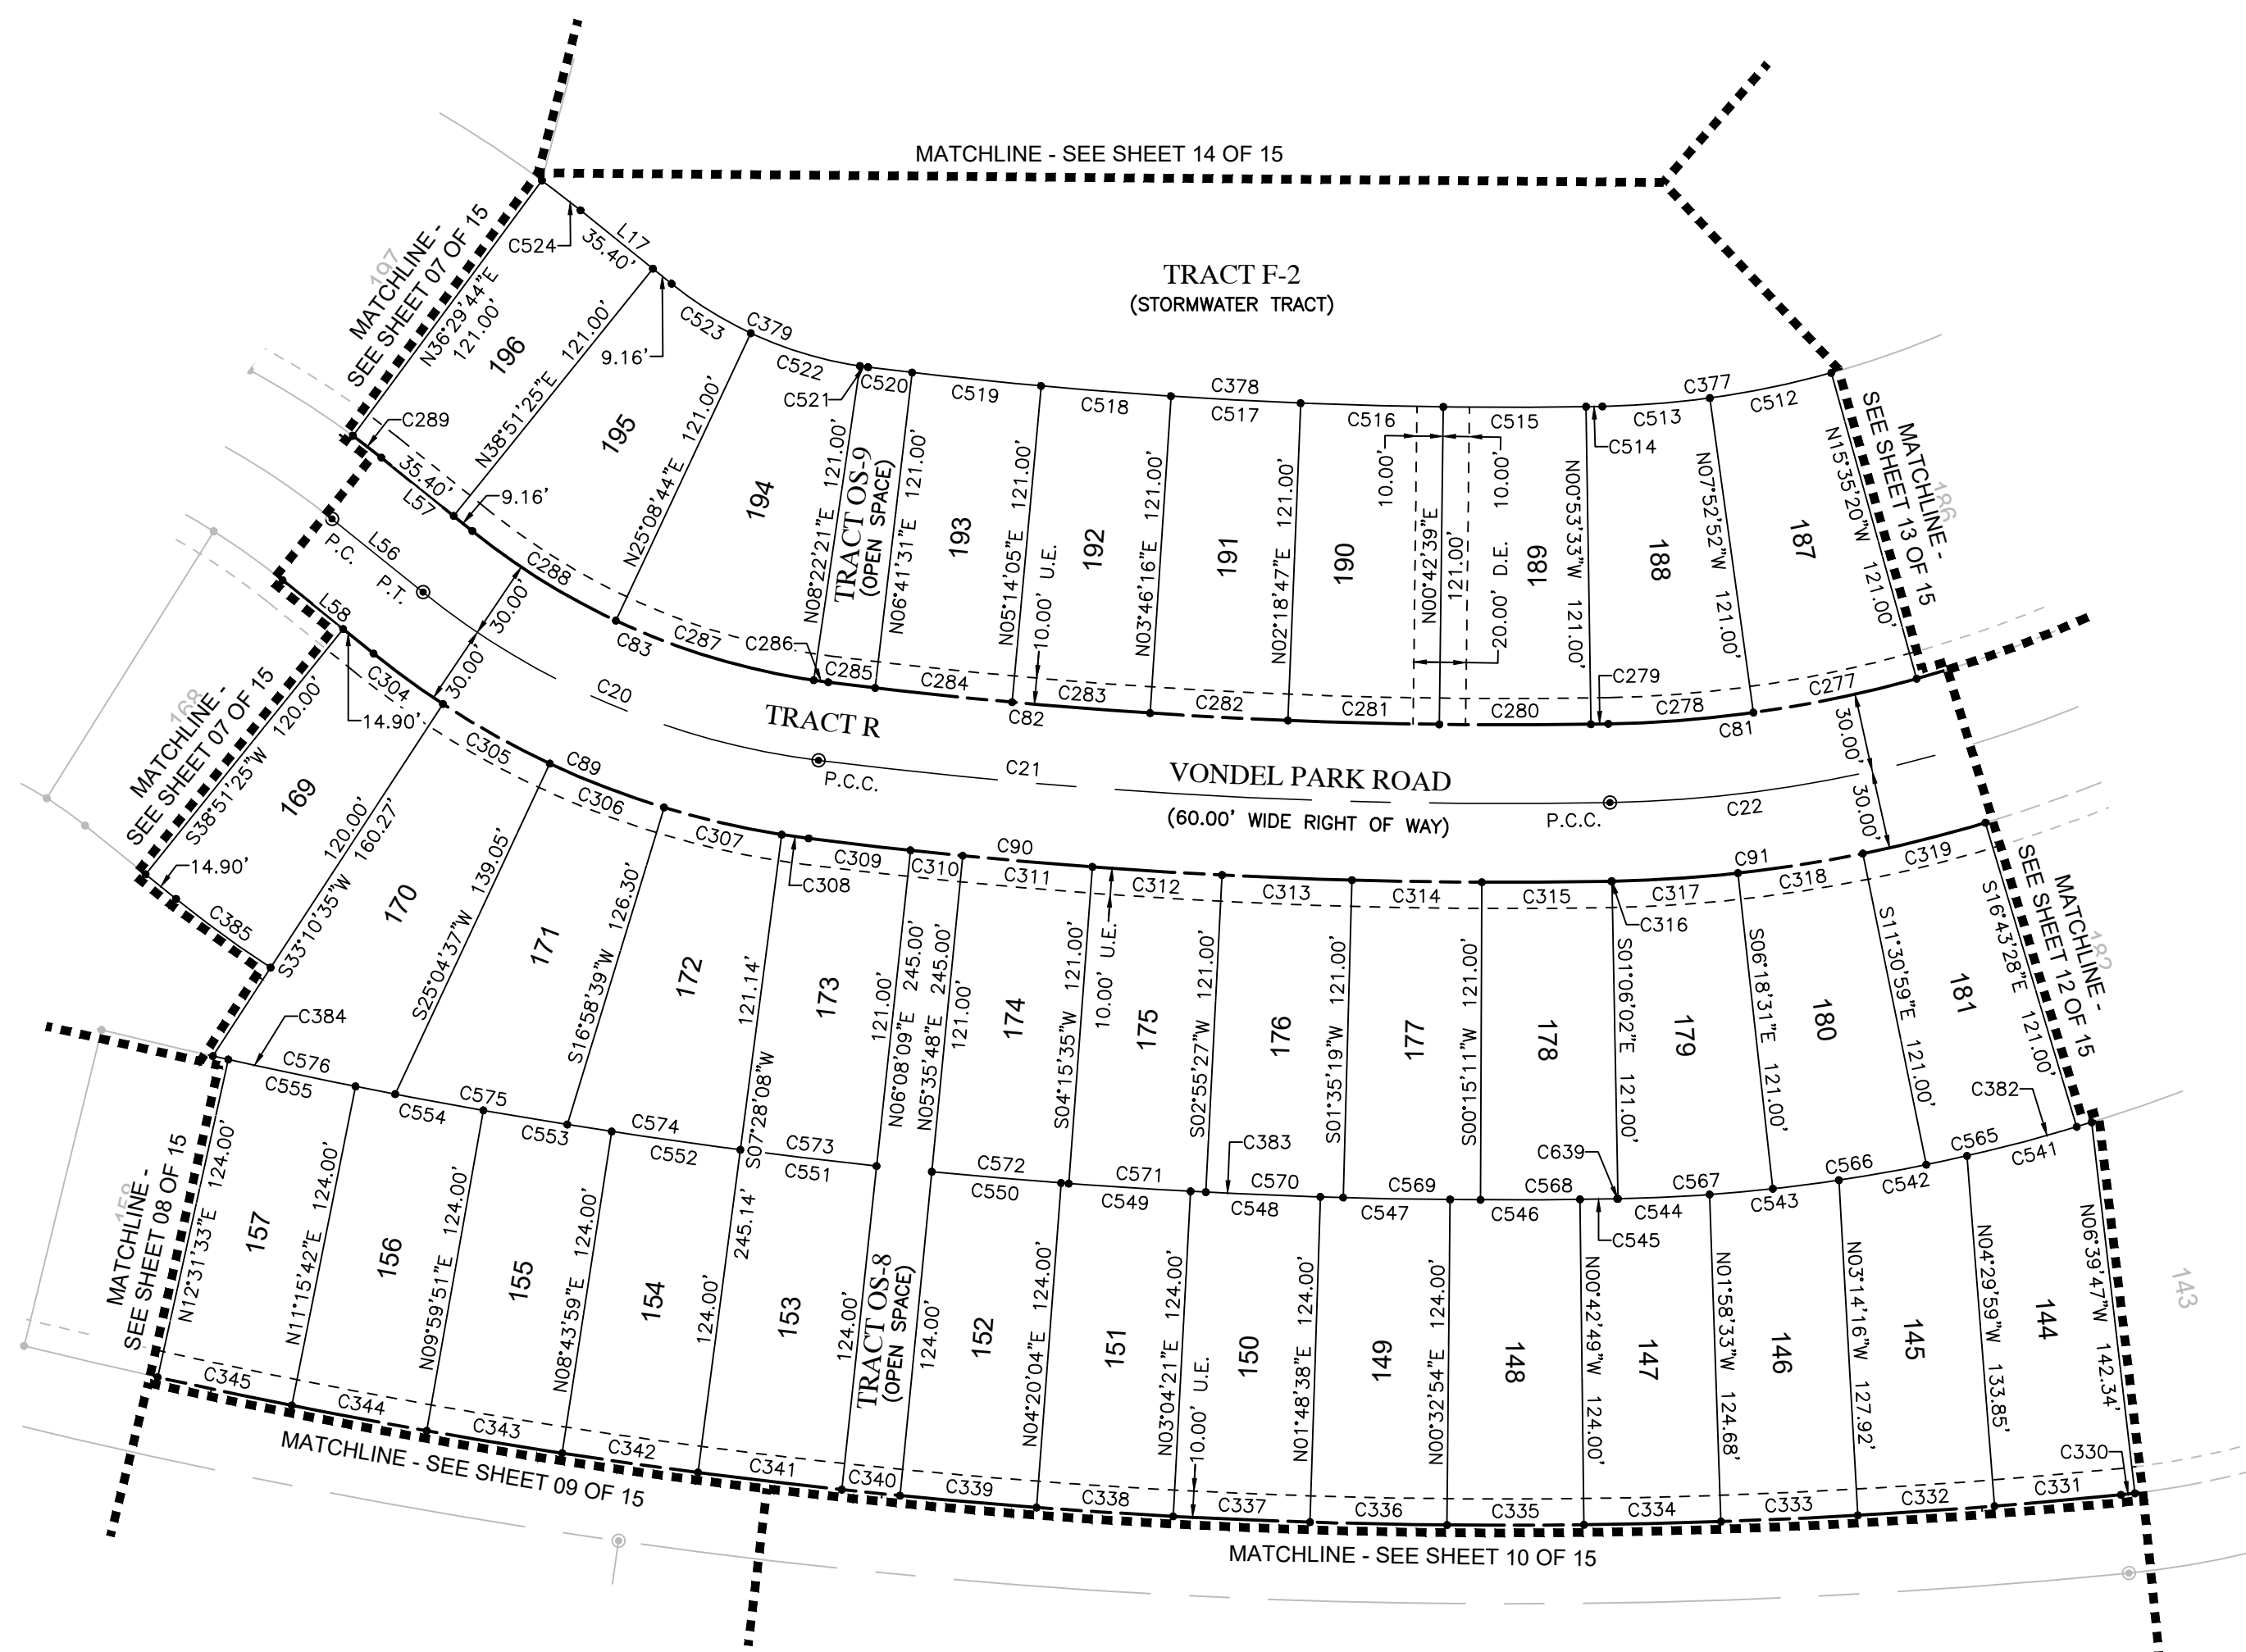 MATCHLINE - SEE SHEET 14 OF 15
MATCHLINE -
SEE SHEET 07 OF 15
197
N36°29'44"E
121.00'
C524
L17
35.40'
196
N38°51'25"E 121.00'
9.16'
C523
C379
TRACT F-2
(STORMWATER TRACT)
C289
35.40'
L57
9.16'
195
N25°08'44"E 121.00'
C522
C521
C520
C519
C518
C378
C517
C516
C515
C377
C513
C512
C514
194
N08°22'21"E 121.00'
TRACT OS-9
(OPEN SPACE)
N06°41'31"E 121.00'
193
N05°14'05"E 121.00'
10.00' U.E.
192
N03°46'16"E 121.00'
191
N02°18'47"E 121.00'
190
10.00'
N00°42'39"E
121.00'
10.00'
20.00' D.E.
189
N00°53'33"W 121.00'
188
N07°52'52"W 121.00'
187
N15°35'20"W 121.00'
MATCHLINE -
SEE SHEET 13 OF 15
186
P.C.
L56
P.T.
C288
30.00'
30.00'
C83
C287
C286
C285
C284
C82
C283
C282
C281
C280
C279
C278
C81
C277
L58
14.90'
C304
C20
TRACT R
P.C.C.
C21
VONDEL PARK ROAD
(60.00' WIDE RIGHT OF WAY)
P.C.C.
C22
30.00'
30.00'
MATCHLINE -
SEE SHEET 07 OF 15
168
S38°51'25"W 120.00'
169
14.90'
C385
120.00'
160.27'
S33°10'35"W
C305
C89
C306
C307
C308
C309
C310
C90
C311
C312
C313
C314
C315
C316
C317
C91
C318
C319
170
S25°04'37"W 139.05'
171
S16°58'39"W 126.30'
172
121.14'
S07°28'08"W
245.14'
173
121.00'
N06°08'09"E 245.00'
N05°35'48"E 245.00'
121.00'
174
S04°15'35"W 121.00'
10.00' U.E.
175
S02°55'27"W 121.00'
176
S01°35'19"W 121.00'
177
S00°15'11"W 121.00'
178
S01°06'02"E 121.00'
179
S06°18'31"E 121.00'
180
S11°30'59"E 121.00'
181
S16°43'28"E 121.00'
MATCHLINE -
SEE SHEET 12 OF 15
182
C384
C576
C555
C575
C554
C553
C574
C552
C573
C551
C572
C550
C571
C549
C383
C570
C548
C569
C547
C568
C546
C639
C545
C567
C544
C566
C543
C542
C565
C541
C382
MATCHLINE -
SEE SHEET 08 OF 15
158
N12°31'33"E 124.00'
157
N11°15'42"E 124.00'
156
N09°59'51"E 124.00'
155
N08°43'59"E 124.00'
154
124.00'
153
124.00'
TRACT OS-8
(OPEN SPACE)
124.00'
152
N04°20'04"E 124.00'
151
N03°04'21"E 124.00'
10.00' U.E.
150
N01°48'38"E 124.00'
149
N00°32'54"E 124.00'
148
N00°42'49"W 124.00'
147
N01°58'33"W 124.68'
146
N03°14'16"W 127.92'
145
N04°29'59"W 133.85'
144
N06°39'47"W 142.34'
143
C345
C344
C343
C342
C341
C340
C339
C338
C337
C336
C335
C334
C333
C332
C331
C330
MATCHLINE - SEE SHEET 09 OF 15
MATCHLINE - SEE SHEET 10 OF 15